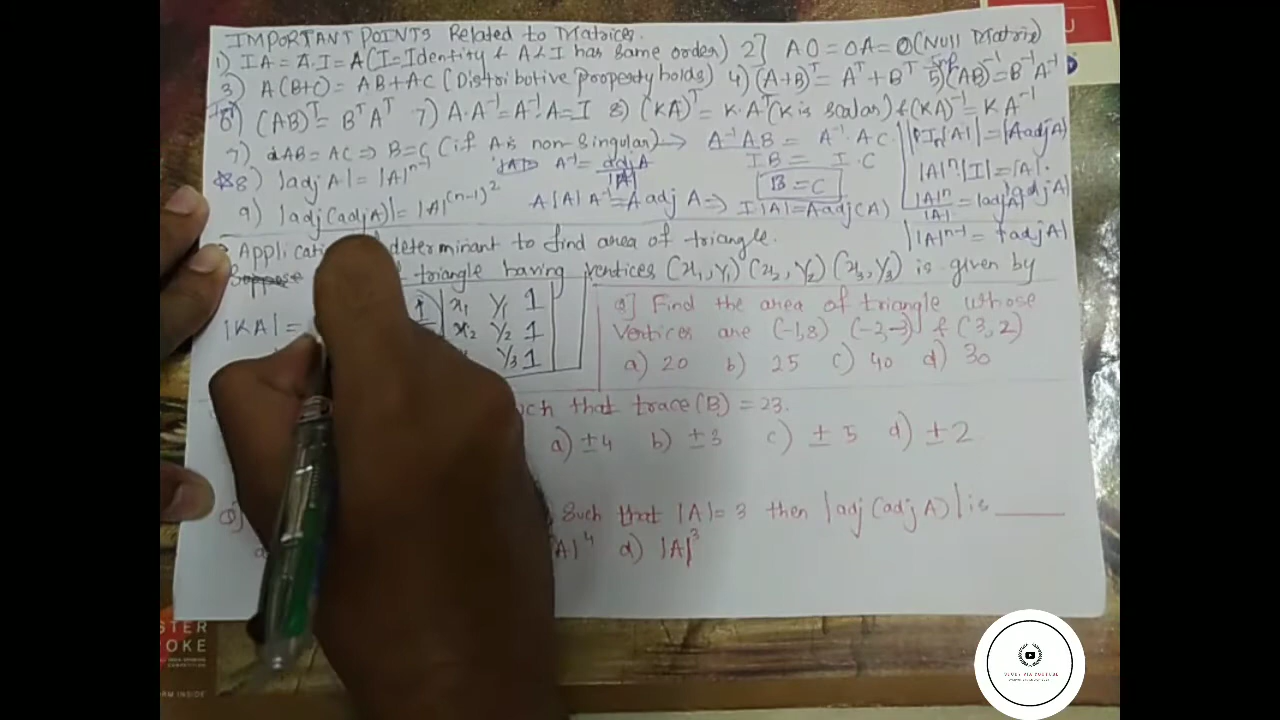 IMPORTANT POINTS Related to Matrices.
1) IA = A.I = A (I = Identity & A & I has same order) 2] AO = OA = O (Null Matrix)
3) A(B+C) = AB + AC (Distributive property holds) 4) (A+B)ᵀ = Aᵀ + Bᵀ 5) (AB)⁻¹ = B⁻¹A⁻¹
6) (AB)ᵀ = BᵀAᵀ 7) A.A⁻¹ = A⁻¹.A = I 8) (KA)ᵀ = K.Aᵀ (K is scalar) & (KA)⁻¹ = KA⁻¹
7) AB = AC ⇒ B = C (if A is non-singular) → A⁻¹AB = A⁻¹.AC
IB = I.C
B = C
8) |adj A| = |A|ⁿ⁻¹
A⁻¹ = adj A / |A|
9) |adj(adj A)| = |A|^(n-1)²
A|A|A⁻¹ = A adj A ⇒ I|A| = A adj(A)
|A| = |A adj A|
|A|ⁿ|I| = |A|.|adj A|
|A|ⁿ/|A| = |adj A|
|A|ⁿ⁻¹ = |adj A|
determinant to find area of triangle.
triangle having vertices (x₁, y₁) (x₂, y₂) (x₃, y₃) is given by
x₁ y₁ 1
x₂ y₂ 1
y₃ 1
|KA| =
Q] Find the area of triangle whose
vertices are (-1,8) (-2,-3) & (3,2)
a) 20 b) 25 c) 40 d) 30
such that trace(B) = 23.
a) ±4 b) ±3 c) ±5 d) ±2
Q] Such that |A| = 3 then |adj(adj A)| is ____
|A|⁴ d) |A|³